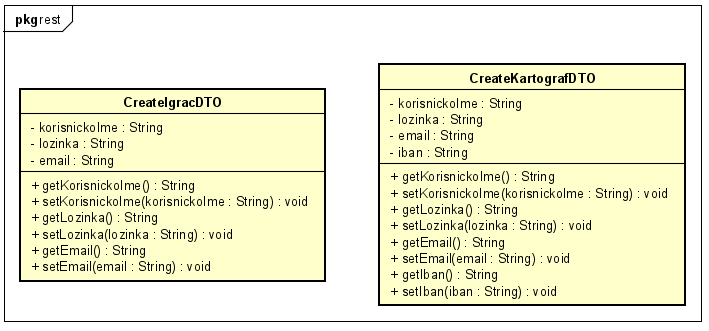 pkg rest
CreateIgracDTO
- korisnickoIme : String
- lozinka : String
- email : String
+ getKorisnickoIme() : String
+ setKorisnickoIme(korisnickoIme : String) : void
+ getLozinka() : String
+ setLozinka(lozinka : String) : void
+ getEmail() : String
+ setEmail(email : String) : void
CreateKartografDTO
- korisnickoIme : String
- lozinka : String
- email : String
- iban : String
+ getKorisnickoIme() : String
+ setKorisnickoIme(korisnickoIme : String) : void
+ getLozinka() : String
+ setLozinka(lozinka : String) : void
+ getEmail() : String
+ setEmail(email : String) : void
+ getIban() : String
+ setIban(iban : String) : void